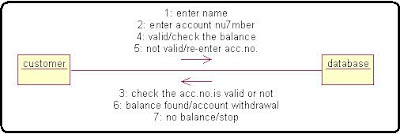 1: enter name
2: enter account nu7mber
4: valid/check the balance
5: not valid/re-enter acc.no.
customer
database
3: check the acc.no.is valid or not
6: balance found/account withdrawal
7: no balance/stop